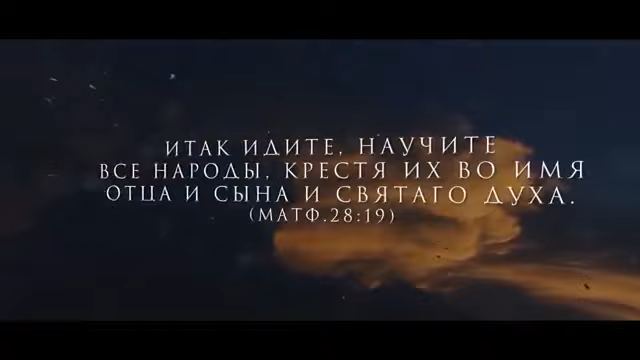 ИТАК ИДИТЕ, НАУЧИТЕ
ВСЕ НАРОДЫ, КРЕСТЯ ИХ ВО ИМЯ
ОТЦА И СЫНА И СВЯТАГО ДУХА.
(МАТФ.28:19)